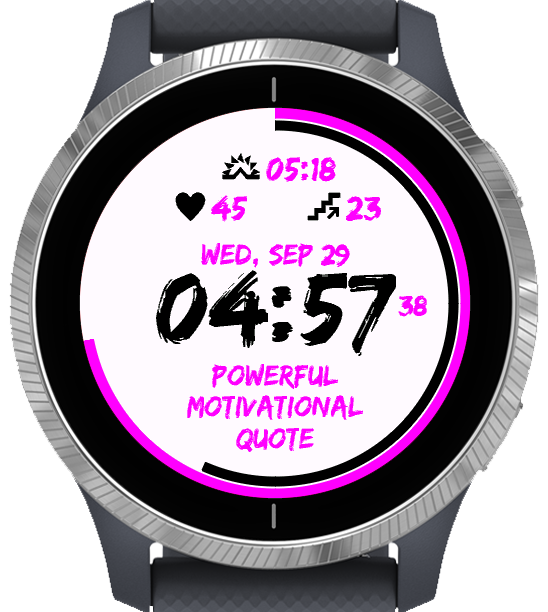 05:18
45 23
WED, SEP 29
04:57 38
POWERFUL
MOTIVATIONAL
QUOTE